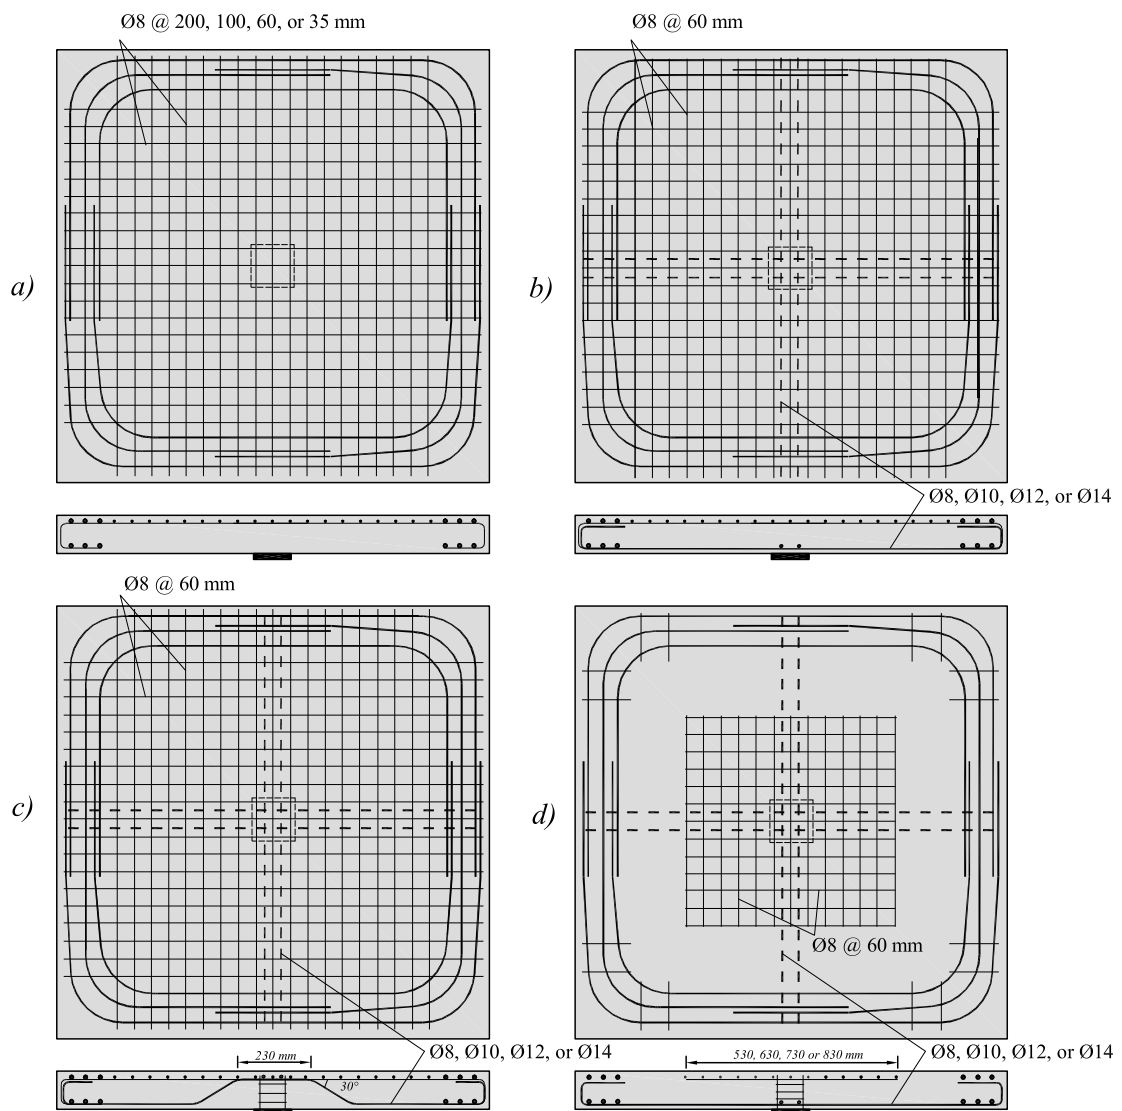 Ø8 @ 200, 100, 60, or 35 mm
Ø8 @ 60 mm
a)
b)
Ø8, Ø10, Ø12, or Ø14
Ø8 @ 60 mm
c)
d)
Ø8 @ 60 mm
230 mm
Ø8, Ø10, Ø12, or Ø14
530, 630, 730 or 830 mm
Ø8, Ø10, Ø12, or Ø14
30°